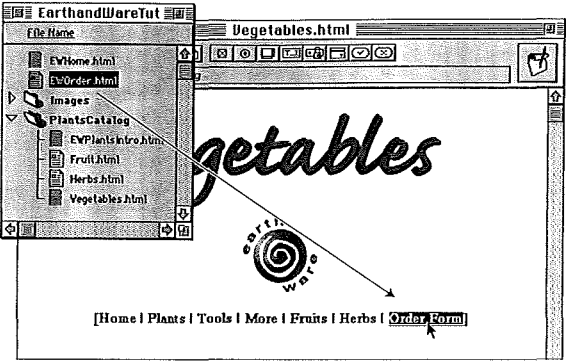 EarthandWareTut
File Name
EWHome.html
EWOrder.html
Images
PlantsCatalog
EWPlantsIntro.htm
Fruit.html
Herbs.html
Vegetables.html
Vegetables.html
getables
earth
ware
[Home | Plants | Tools | More | Fruits | Herbs | Order Form]